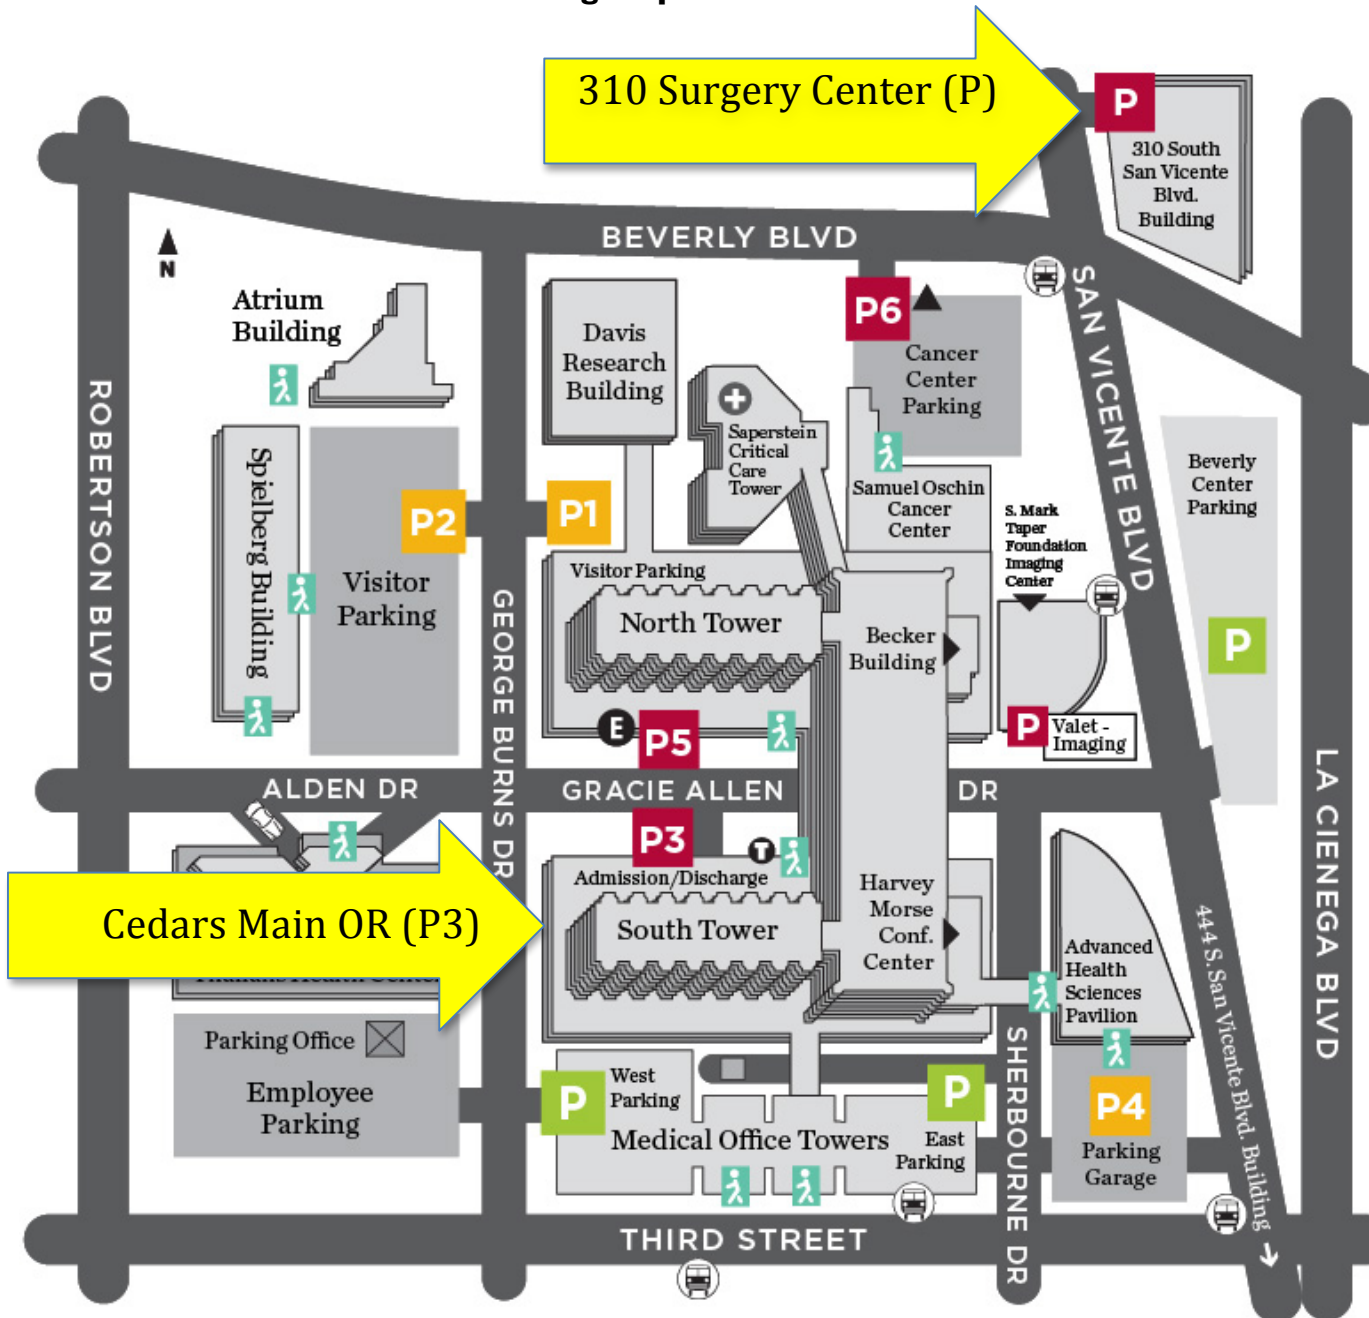 310 Surgery Center (P)
P
310 South
San Vicente
Blvd.
Building
BEVERLY BLVD
N
Atrium
Building
Davis
Research
Building
P6
Cancer
Center
Parking
SAN VICENTE BLVD
ROBERTSON BLVD
Saperstein
Critical
Care
Tower
Spielberg Building
P2
P1
Visitor
Parking
Samuel Oschin
Cancer
Center
S. Mark
Taper
Foundation
Imaging
Center
Beverly
Center
Parking
P
Visitor Parking
North Tower
Becker
Building
GEORGE BURNS DR
E
P5
P
Valet -
Imaging
ALDEN DR
GRACIE ALLEN
DR
LA CIENEGA BLVD
P3
T
Admission/Discharge
Cedars Main OR (P3)
South Tower
Harvey
Morse
Conf.
Center
Advanced
Health
Sciences
Pavilion
444 S. San Vicente Blvd. Building
Parking Office
Employee
Parking
P
West
Parking
Medical Office Towers
P
East
Parking
SHERBOURNE DR
P4
Parking
Garage
THIRD STREET